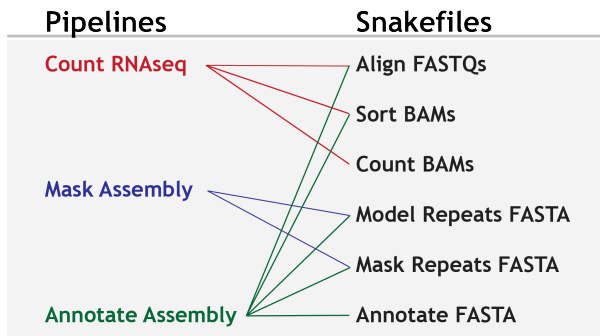 Pipelines Snakefiles
Count RNAseq Align FASTQs
Sort BAMs
Count BAMs
Mask Assembly
Model Repeats FASTA
Mask Repeats FASTA
Annotate Assembly Annotate FASTA